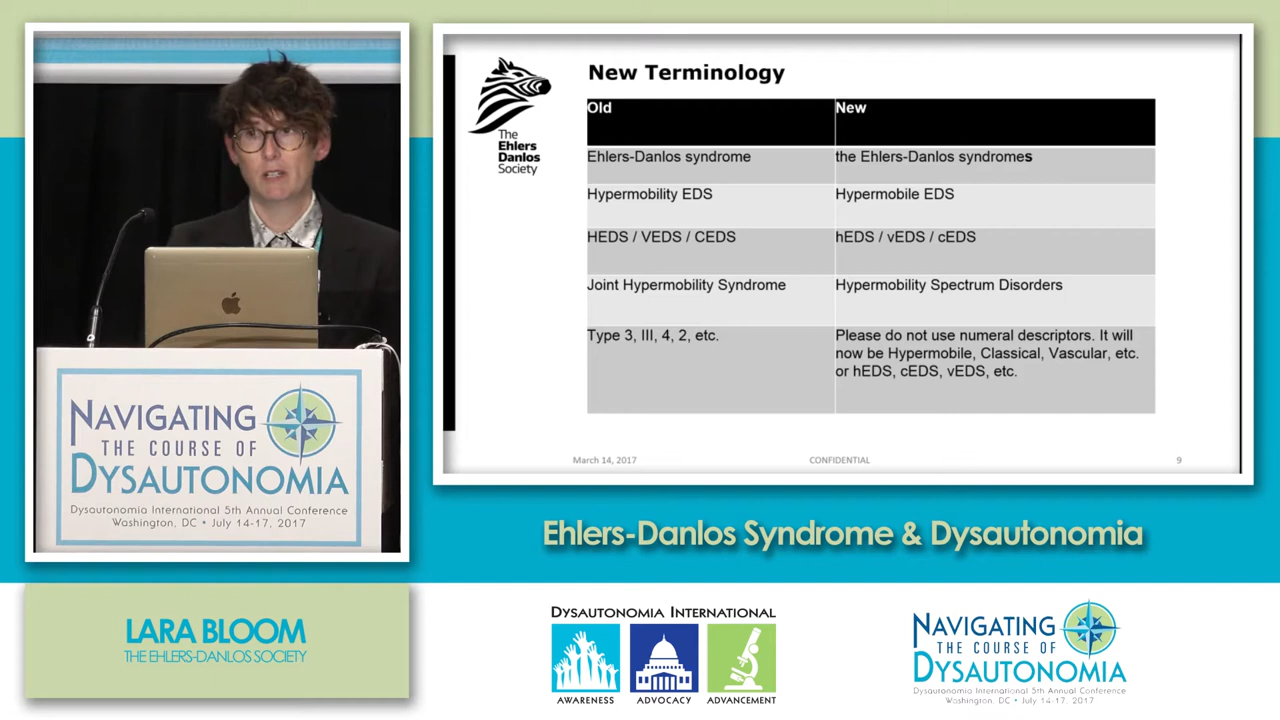 NAVIGATING
THE COURSE OF
DYSAUTONOMIA
Dysautonomia International 5th Annual Conference
Washington, DC • July 14-17, 2017
LARA BLOOM
THE EHLERS-DANLOS SOCIETY
The
Ehlers
Danlos
Society
New Terminology
Old New
Ehlers-Danlos syndrome the Ehlers-Danlos syndromes
Hypermobility EDS Hypermobile EDS
HEDS / VEDS / CEDS hEDS / vEDS / cEDS
Joint Hypermobility Syndrome Hypermobility Spectrum Disorders
Type 3, III, 4, 2, etc. Please do not use numeral descriptors. It will
now be Hypermobile, Classical, Vascular, etc.
or hEDS, cEDS, vEDS, etc.
March 14, 2017 CONFIDENTIAL 9
Ehlers-Danlos Syndrome & Dysautonomia
DYSAUTONOMIA INTERNATIONAL
AWARENESS ADVOCACY ADVANCEMENT
NAVIGATING
THE COURSE OF
DYSAUTONOMIA
Dysautonomia International 5th Annual Conference
Washington, DC • July 14-17, 2017